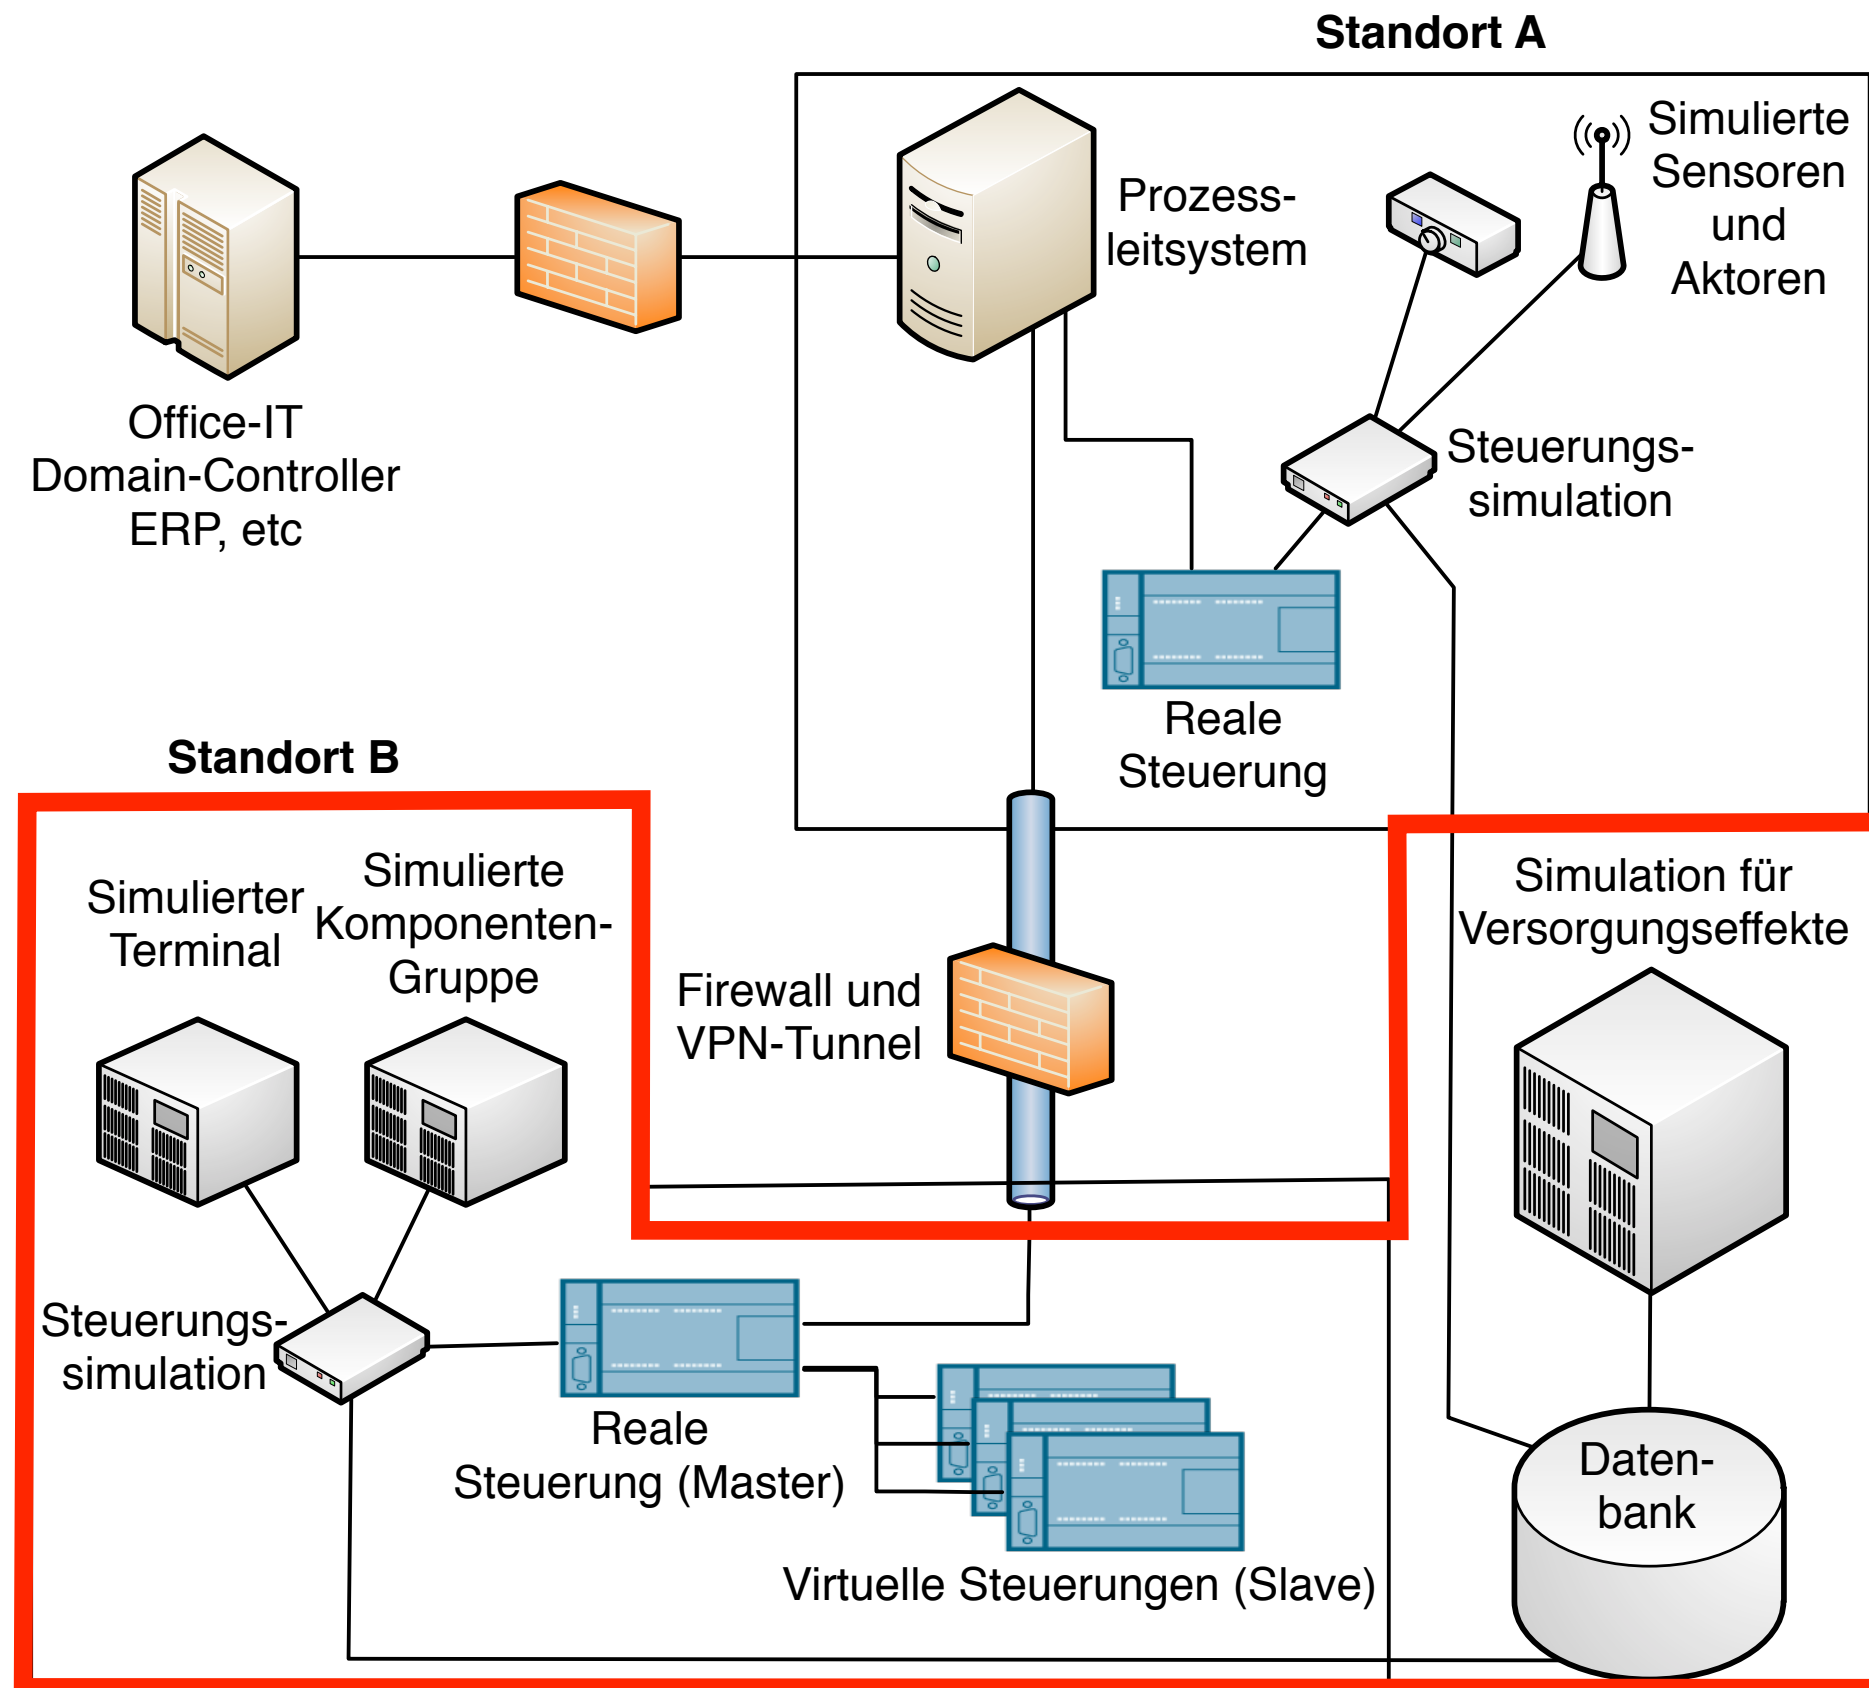 Standort A
Simulierte
Sensoren
und
Aktoren
Prozess-
leitsystem
Office-IT
Domain-Controller
ERP, etc
Steuerungs-
simulation
Reale
Steuerung
Standort B
Simulierter
Terminal
Simulierte
Komponenten-
Gruppe
Firewall und
VPN-Tunnel
Simulation für
Versorgungseffekte
Steuerungs-
simulation
Reale
Steuerung (Master)
Virtuelle Steuerungen (Slave)
Daten-
bank